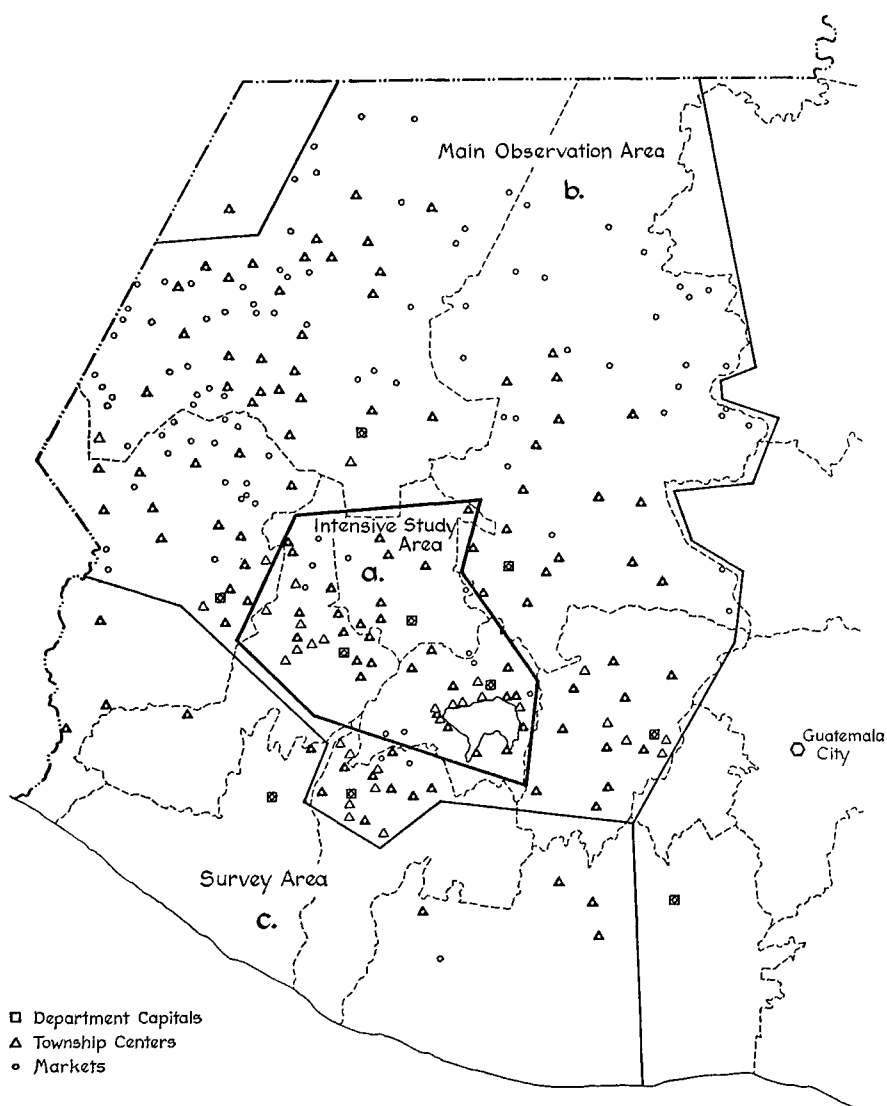 Main Observation Area
b.
Intensive Study
Area
a.
Guatemala
City
Survey Area
c.
Department Capitals
Township Centers
Markets